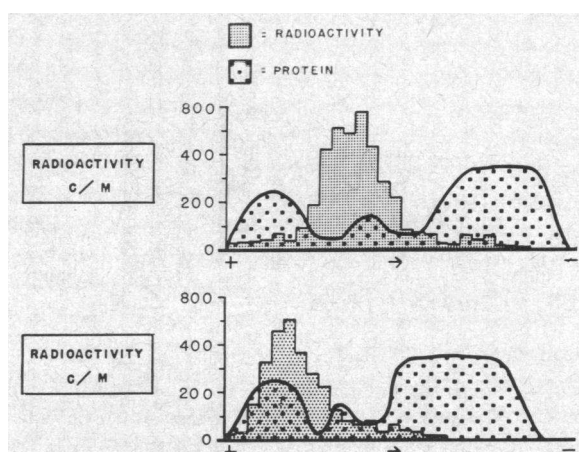 = RADIOACTIVITY
= PROTEIN
800
400
200
0
RADIOACTIVITY
C/M
+ → −
800
400
200
0
RADIOACTIVITY
C/M
+ → −